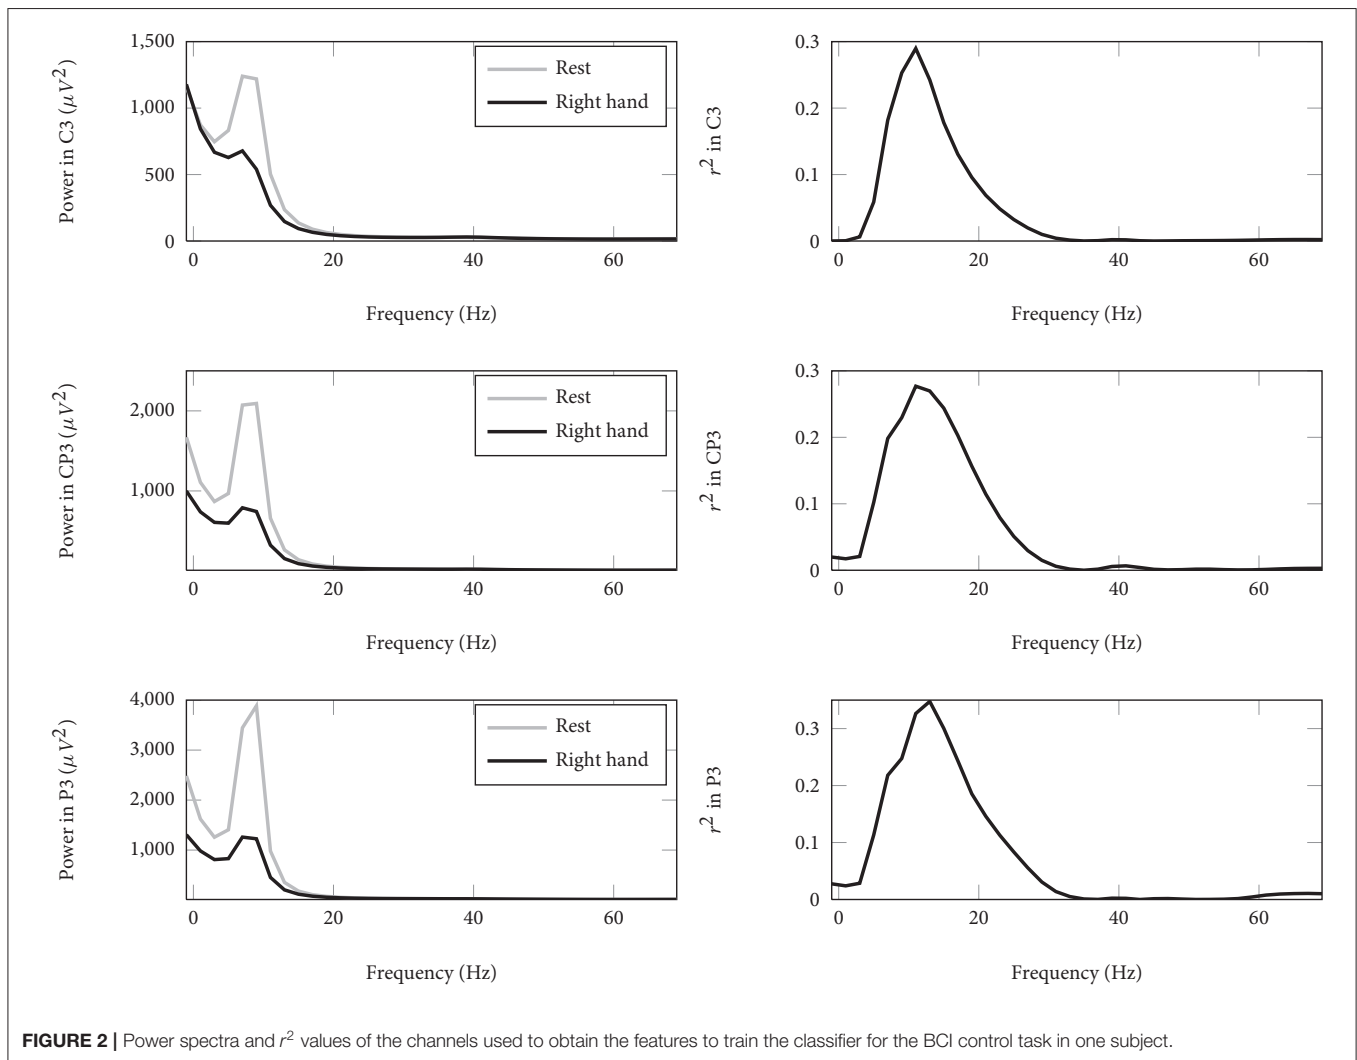 1,500
1,000
500
0
Power in C3 (μV²)
Rest
Right hand
0 20 40 60
Frequency (Hz)
0.3
0.2
0.1
0
r² in C3
0 20 40 60
Frequency (Hz)
2,000
1,000
Power in CP3 (μV²)
Rest
Right hand
0 20 40 60
Frequency (Hz)
0.3
0.2
0.1
0
r² in CP3
0 20 40 60
Frequency (Hz)
4,000
3,000
2,000
1,000
Power in P3 (μV²)
Rest
Right hand
0 20 40 60
Frequency (Hz)
0.3
0.2
0.1
0
r² in P3
0 20 40 60
Frequency (Hz)
FIGURE 2 | Power spectra and r² values of the channels used to obtain the features to train the classifier for the BCI control task in one subject.